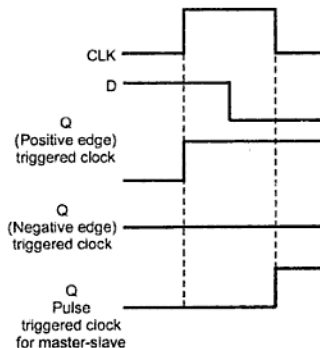 CLK
D
Q
(Positive edge)
triggered clock
Q
(Negative edge)
triggered clock
Q
Pulse
triggered clock
for master-slave